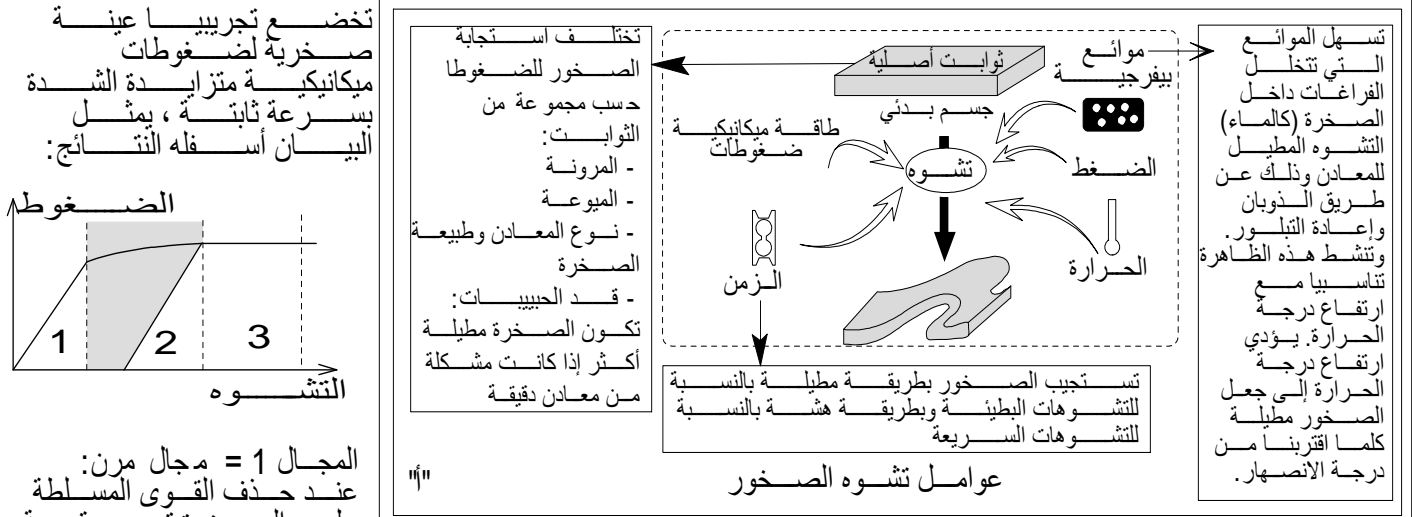 تخضع تجريبيا عينة
صخرية لضغوطات
ميكانيكية متزايدة الشدة
بسرعة ثابتة ، يمثل
البيان أسفله النتائج:
الضغوط
1
2
3
التشوه
المجال 1 = مجال مرن:
عند حذف القوى المسلطة
تسهل الموائع
التي تتخلل
الفراغات داخل
الصخرة (كالماء)
التشوه المطيل
للمعادن وذلك عن
طريق الذوبان
وإعادة التبلور.
وتنشط هذه الظاهرة
تناسبيا مع
ارتفاع درجة
الحرارة. يؤدي
ارتفاع درجة
الحرارة إلى جعل
الصخور مطيلة
كلما اقتربنا من
درجة الانصهار.
موائع
بيفرجية
ثوابت أصلية
جسم بدئي
طاقة ميكانيكية
ضغوطات
الضغط
تشوه
الحرارة
الزمن
تختلف استجابة
الصخور للضغوطا
حسب مجموعة من
الثوابت:
- المرونة
- الميوعة
- نوع المعادن وطبيعة
الصخرة
- قد الحبيبات:
تكون الصخرة مطيلة
أكثر إذا كانت مشكلة
من معادن دقيقة
تستجيب الصخور بطريقة مطيلة بالنسبة
للتشوهات البطيئة وبطريقة هشة بالنسبة
للتشوهات السريعة
عوامل تشوه الصخور
"أ"